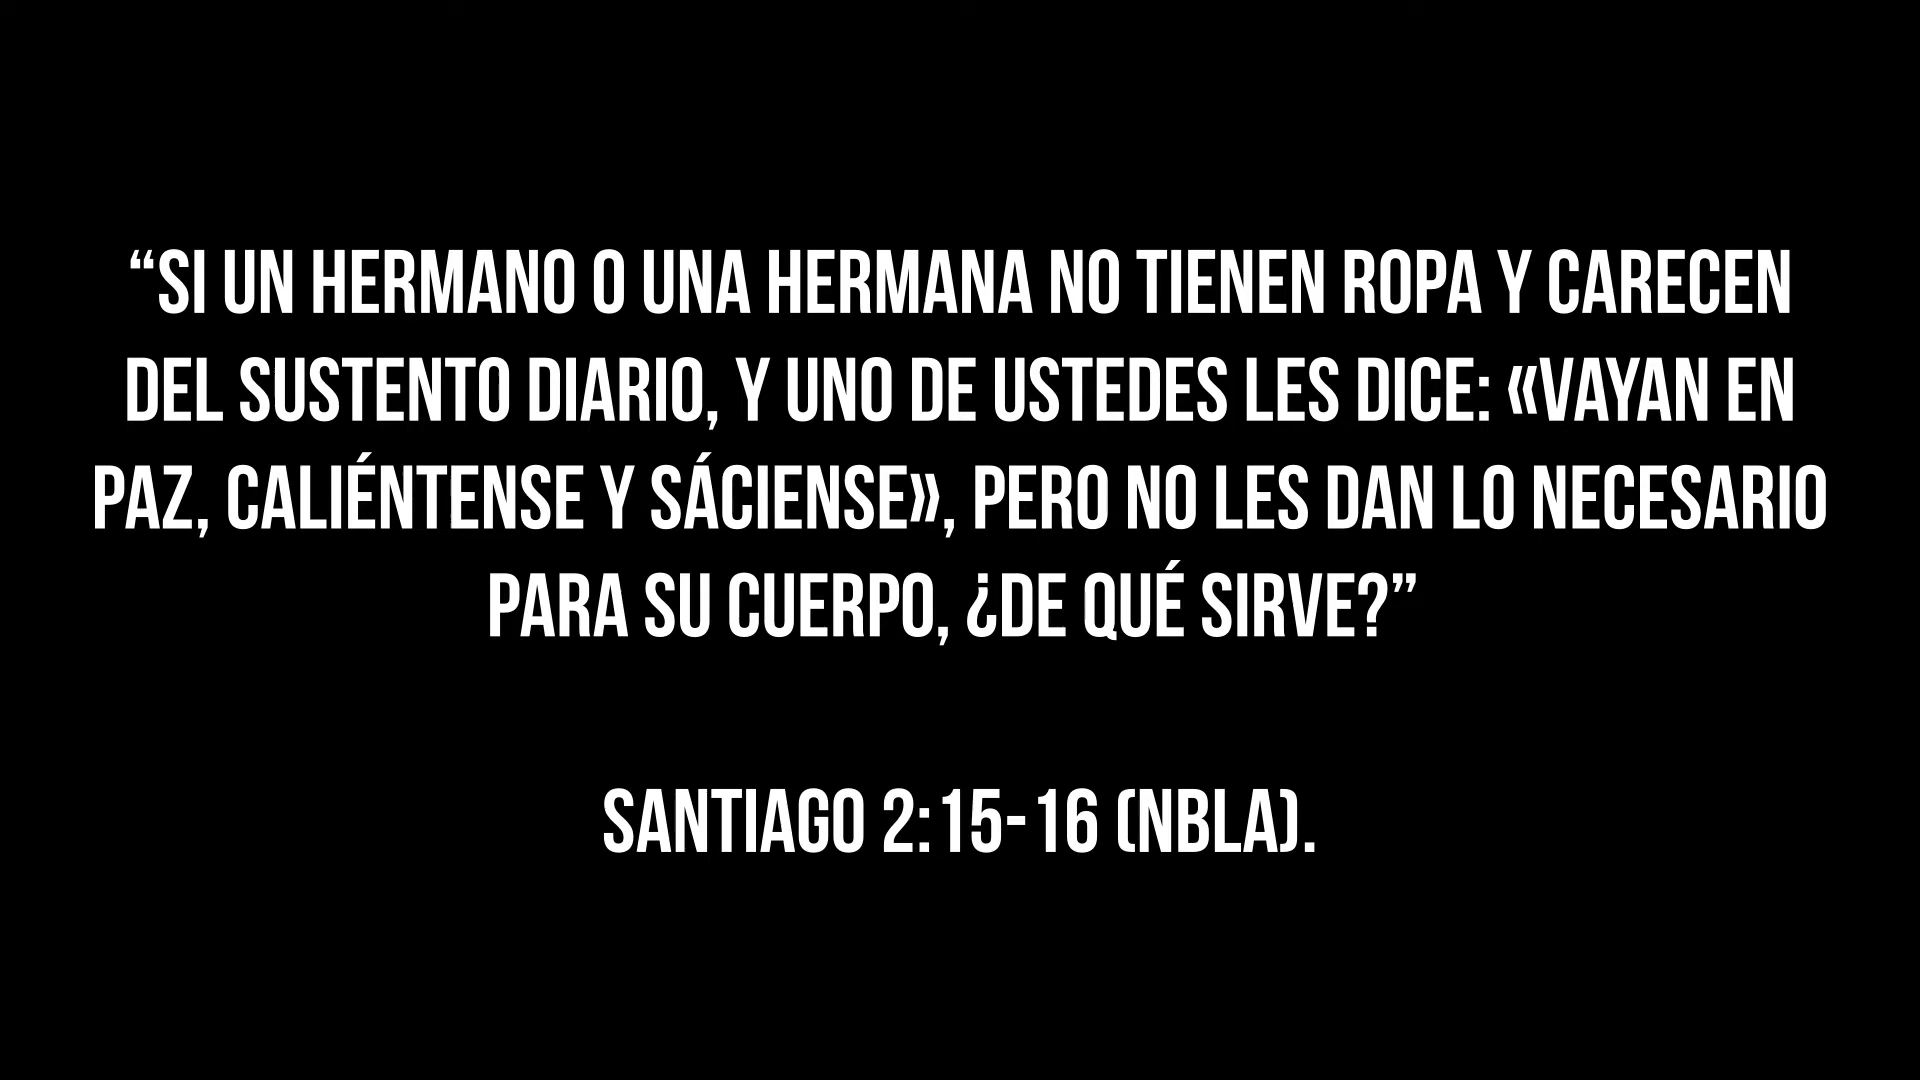 “SI UN HERMANO O UNA HERMANA NO TIENEN ROPA Y CARECEN
DEL SUSTENTO DIARIO, Y UNO DE USTEDES LES DICE: «VAYAN EN
PAZ, CALIÉNTENSE Y SÁCIENSE», PERO NO LES DAN LO NECESARIO
PARA SU CUERPO, ¿DE QUÉ SIRVE?”
SANTIAGO 2:15-16 (NBLA).